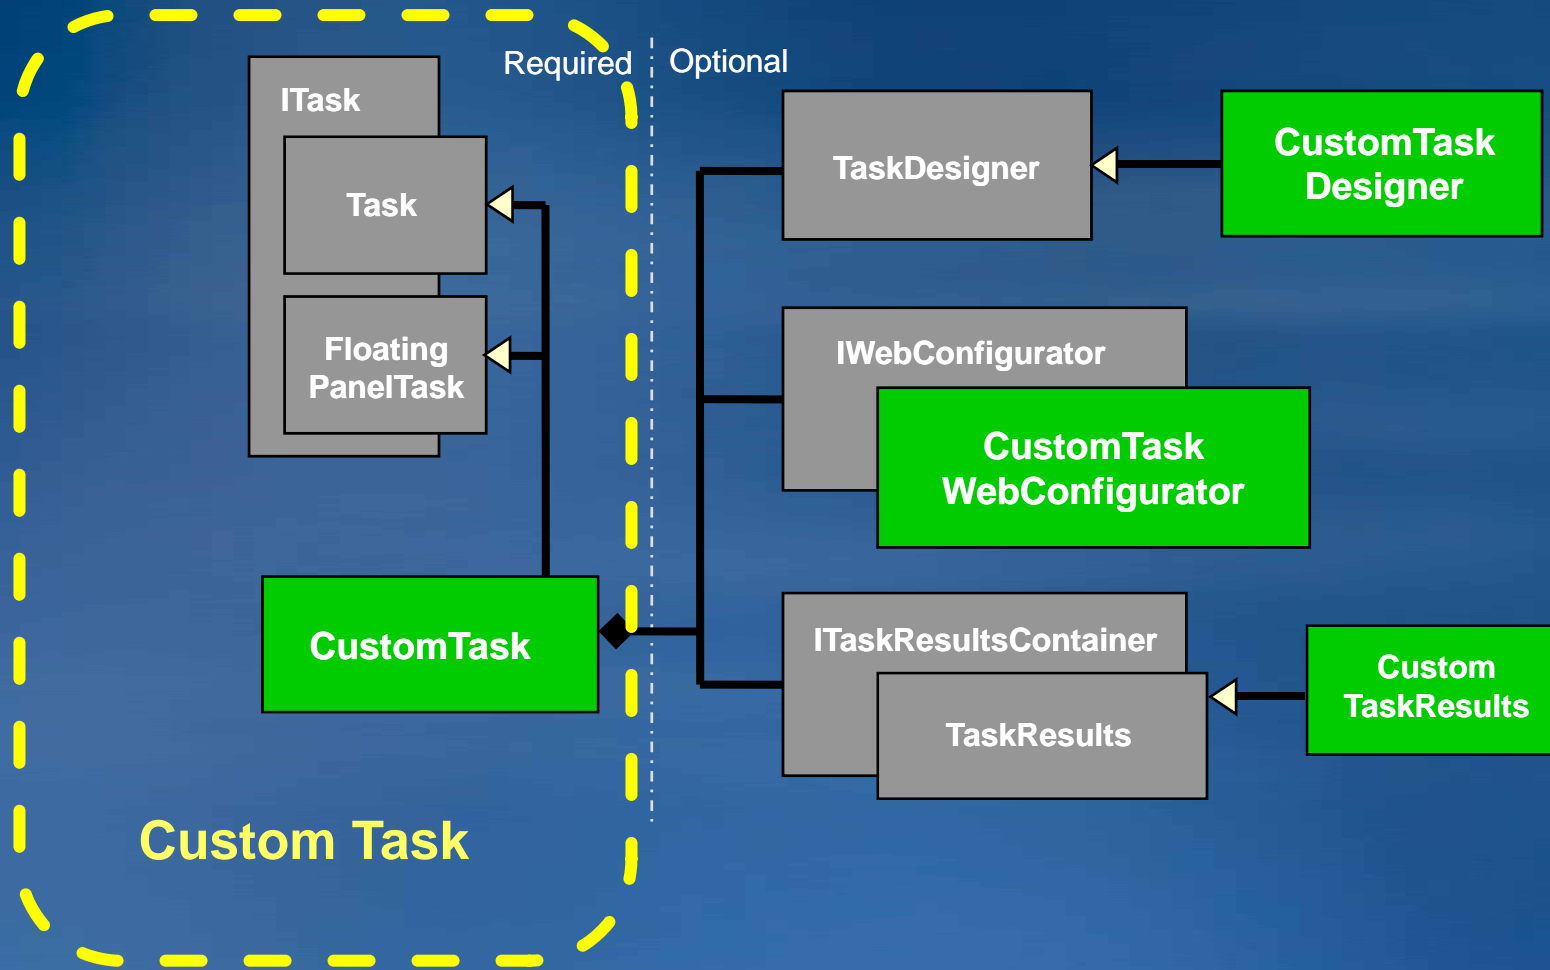 Required
Optional
ITask
Task
Floating
PanelTask
CustomTask
Custom Task
TaskDesigner
CustomTask
Designer
IWebConfigurator
CustomTask
WebConfigurator
ITaskResultsContainer
TaskResults
Custom
TaskResults